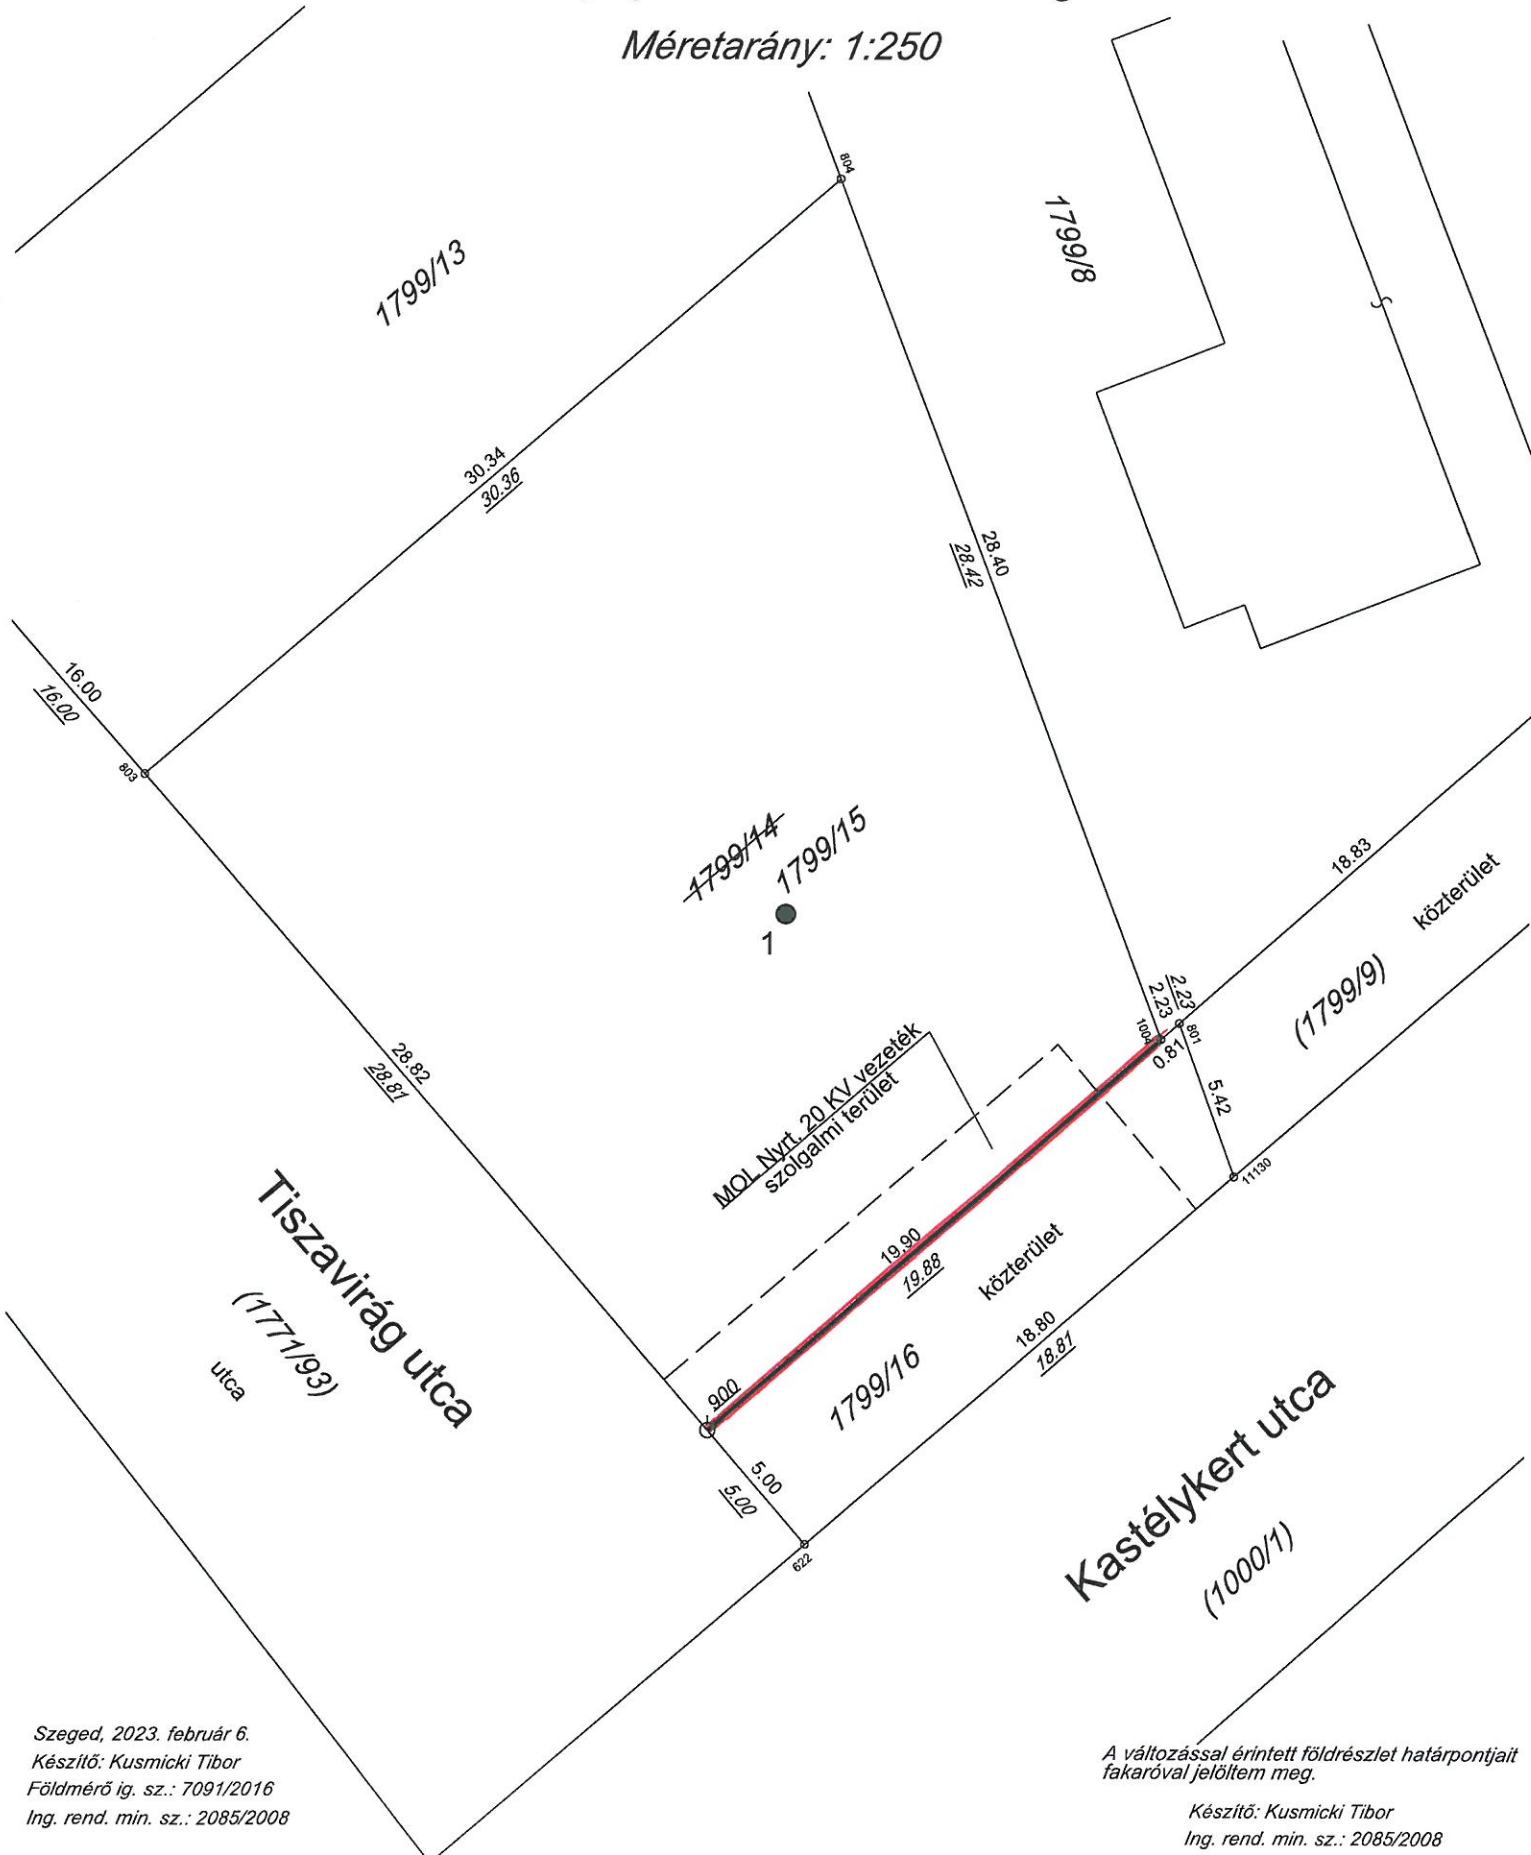 Méretarány: 1:250
804
1799/13
1799/8
30.34
30.36
28.40
28.42
16.00
16.00
803
1799/14
1799/15
1
18.83
közterület
(1799/9)
2.23
2.23
1004
801
0.81
5.42
11130
28.82
28.81
MOL Nyrt. 20 KV vezeték
szolgalmi terület
19.90
19.88
közterület
18.80
18.81
1799/16
900
5.00
5.00
622
Tiszavirág utca
(1771/93)
utca
Kastélykert utca
(1000/1)
Szeged, 2023. február 6.
Készítő: Kusmicki Tibor
Földmérő ig. sz.: 7091/2016
Ing. rend. min. sz.: 2085/2008
A változással érintett földrészlet határpontjait
fakaróval jelöltem meg.
Készítő: Kusmicki Tibor
Ing. rend. min. sz.: 2085/2008